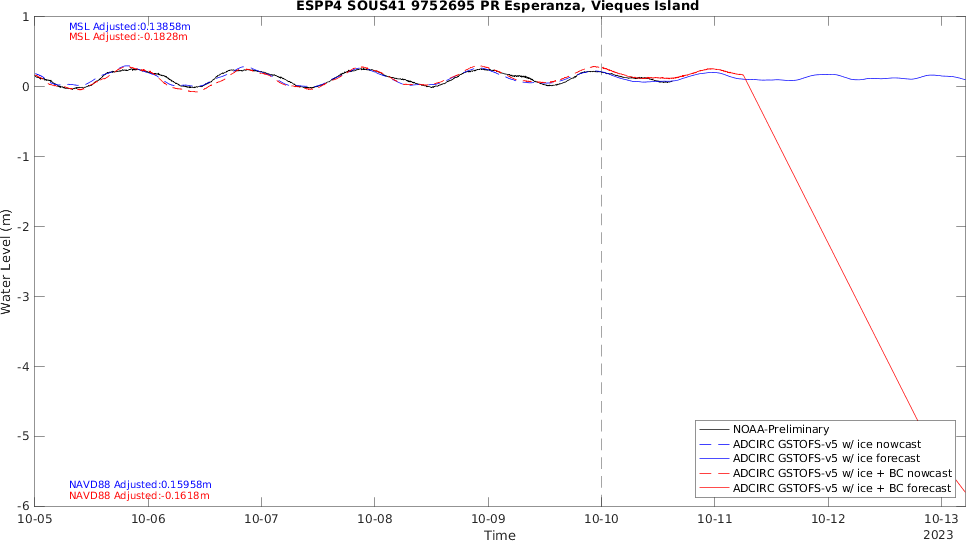 ESPP4 SOUS41 9752695 PR Esperanza, Vieques Island
MSL Adjusted:0.13858m
MSL Adjusted:-0.1828m
1
0
-1
-2
-3
-4
-5
-6
Water Level (m)
NAVD88 Adjusted:0.15958m
NAVD88 Adjusted:-0.1618m
NOAA-Preliminary
ADCIRC GSTOFS-v5 w/ ice nowcast
ADCIRC GSTOFS-v5 w/ ice forecast
ADCIRC GSTOFS-v5 w/ ice + BC nowcast
ADCIRC GSTOFS-v5 w/ ice + BC forecast
10-05 10-06 10-07 10-08 10-09 10-10 10-11 10-12 10-13
2023
Time